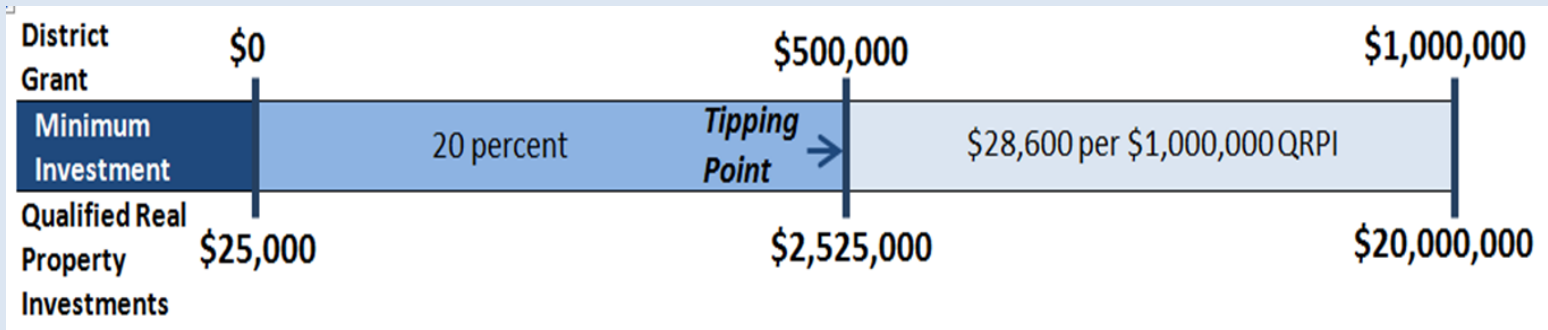 District
Grant
$0
$500,000
$1,000,000
Minimum
Investment
20 percent
Tipping
Point
$28,600 per $1,000,000 QRPI
Qualified Real
Property
Investments
$25,000
$2,525,000
$20,000,000